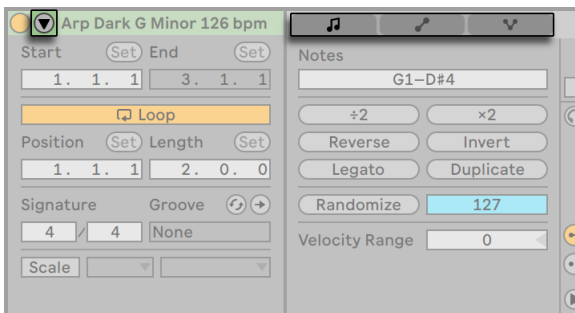 Arp Dark G Minor 126 bpm
Start Set End Set
1. 1. 1 3. 1. 1
Loop
Position Set Length Set
1. 1. 1 2. 0. 0
Signature Groove
4 / 4 None
Scale
Notes
G1–D#4
÷2 ×2
Reverse Invert
Legato Duplicate
Randomize 127
Velocity Range 0